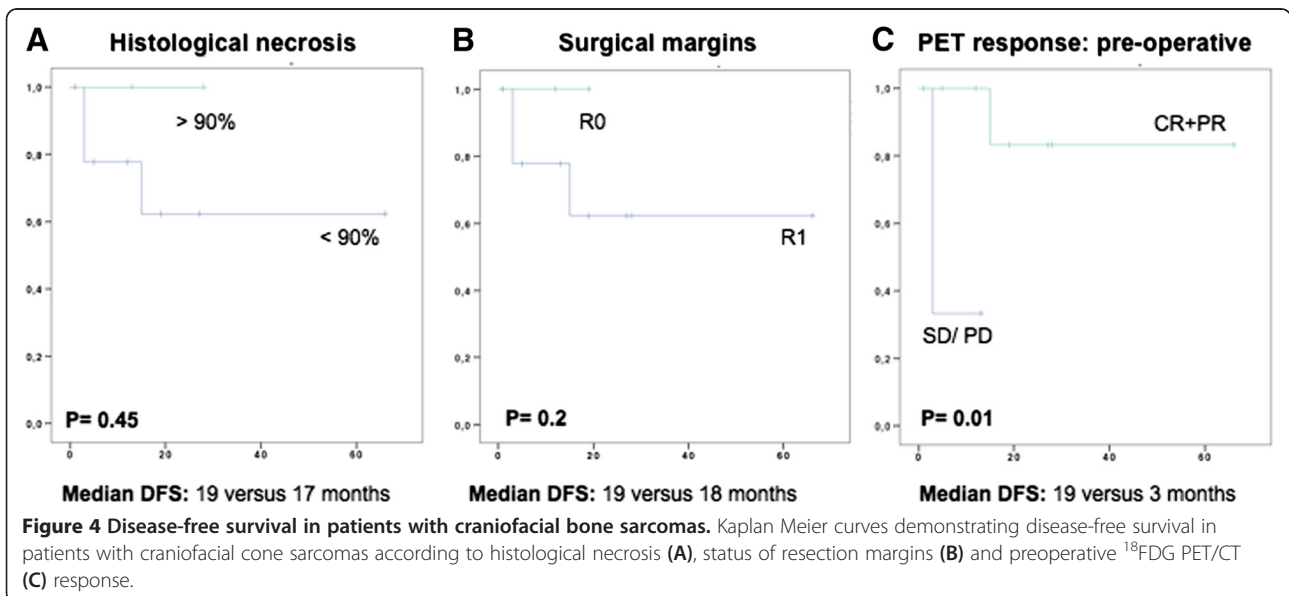 A Histological necrosis
1,0
0,8
0,6
0,4
0,2
0,0
> 90%
< 90%
P= 0.45
0 20 40 60
Median DFS: 19 versus 17 months
B Surgical margins
1,0
0,8
0,6
0,4
0,2
0,0
R0
R1
P= 0.2
0 20 40 60
Median DFS: 19 versus 18 months
C PET response: pre-operative
1,0
0,8
0,6
0,4
0,2
0,0
CR+PR
SD/ PD
P= 0.01
0 20 40 60
Median DFS: 19 versus 3 months
Figure 4 Disease-free survival in patients with craniofacial bone sarcomas. Kaplan Meier curves demonstrating disease-free survival in
patients with craniofacial cone sarcomas according to histological necrosis (A), status of resection margins (B) and preoperative ¹⁸FDG PET/CT
(C) response.